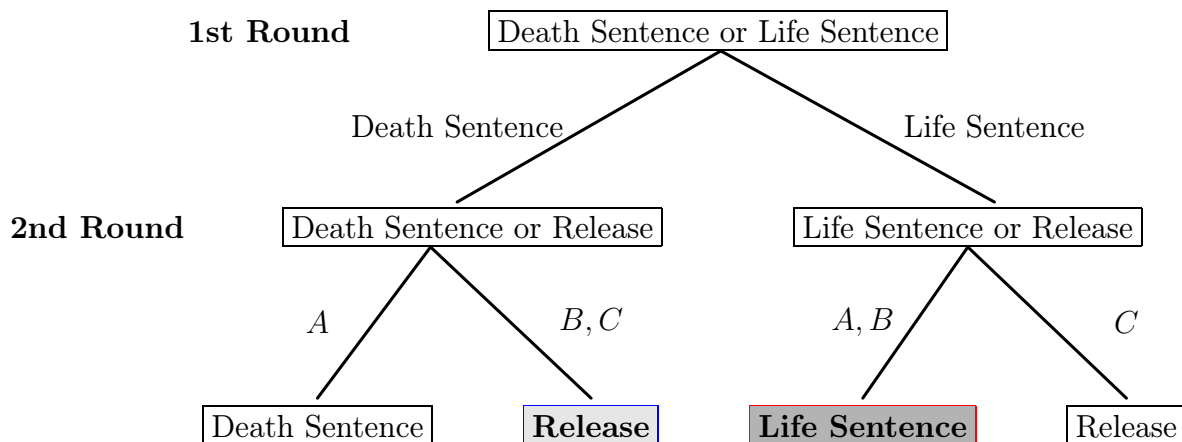 1st Round
Death Sentence or Life Sentence
Death Sentence
Life Sentence
2nd Round
Death Sentence or Release
Life Sentence or Release
A
B, C
A, B
C
Death Sentence
Release
Life Sentence
Release